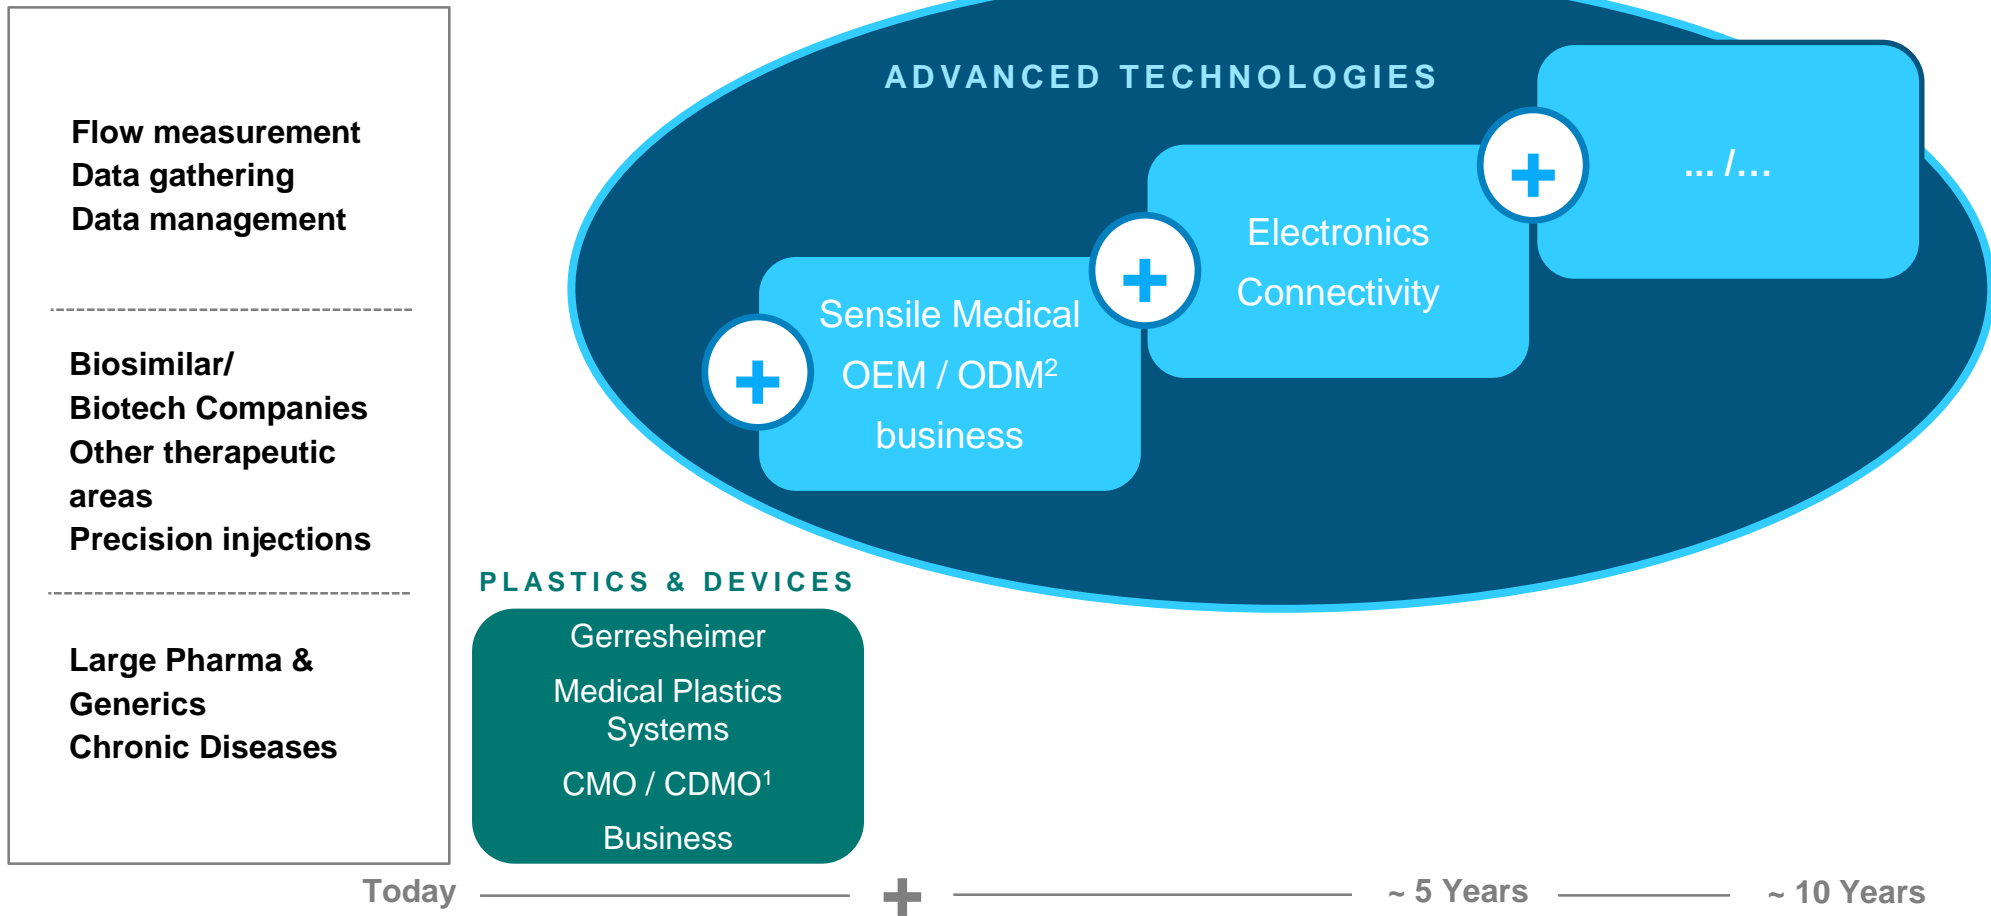 Flow measurement
Data gathering
Data management
Biosimilar/
Biotech Companies
Other therapeutic
areas
Precision injections
Large Pharma &
Generics
Chronic Diseases
ADVANCED TECHNOLOGIES
... /...
Electronics
Connectivity
Sensile Medical
OEM / ODM²
business
PLASTICS & DEVICES
Gerresheimer
Medical Plastics
Systems
CMO / CDMO¹
Business
Today + ~ 5 Years ~ 10 Years